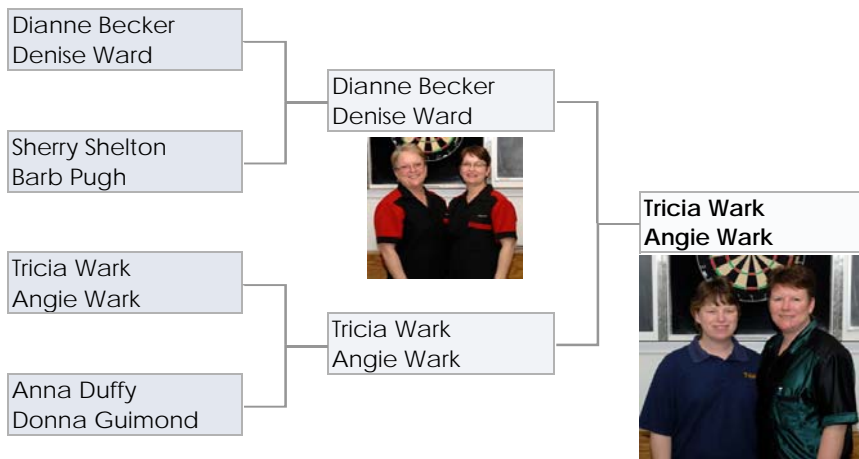 Dianne Becker
Denise Ward
Sherry Shelton
Barb Pugh
Tricia Wark
Angie Wark
Anna Duffy
Donna Guimond
Dianne Becker
Denise Ward
Tricia Wark
Angie Wark
Tricia Wark
Angie Wark